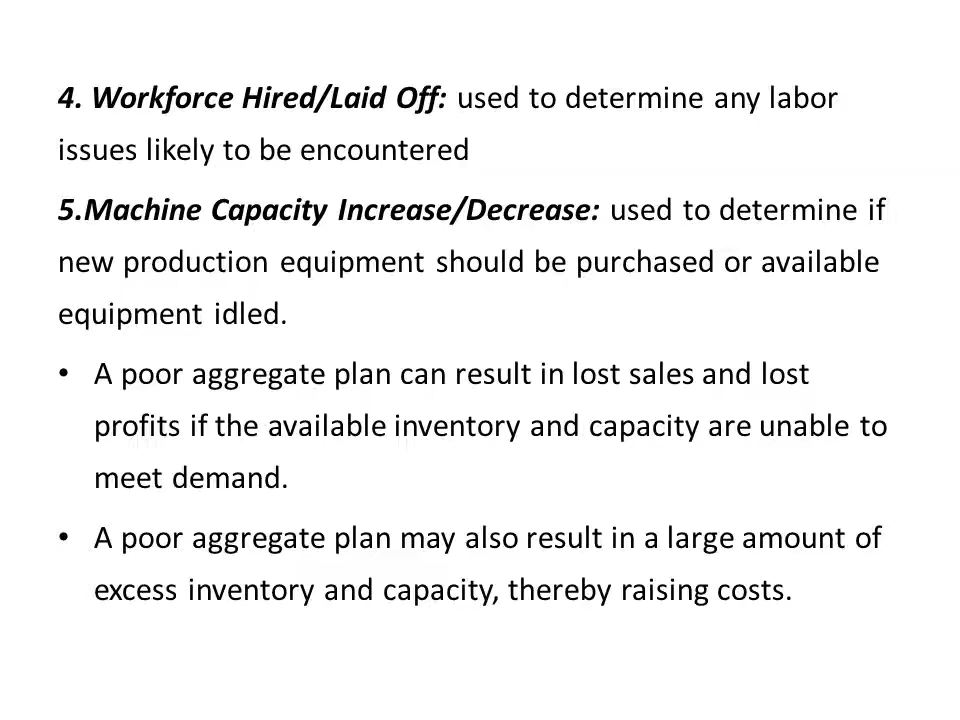 4. Workforce Hired/Laid Off: used to determine any labor
issues likely to be encountered
5.Machine Capacity Increase/Decrease: used to determine if
new production equipment should be purchased or available
equipment idled.
• A poor aggregate plan can result in lost sales and lost
profits if the available inventory and capacity are unable to
meet demand.
• A poor aggregate plan may also result in a large amount of
excess inventory and capacity, thereby raising costs.